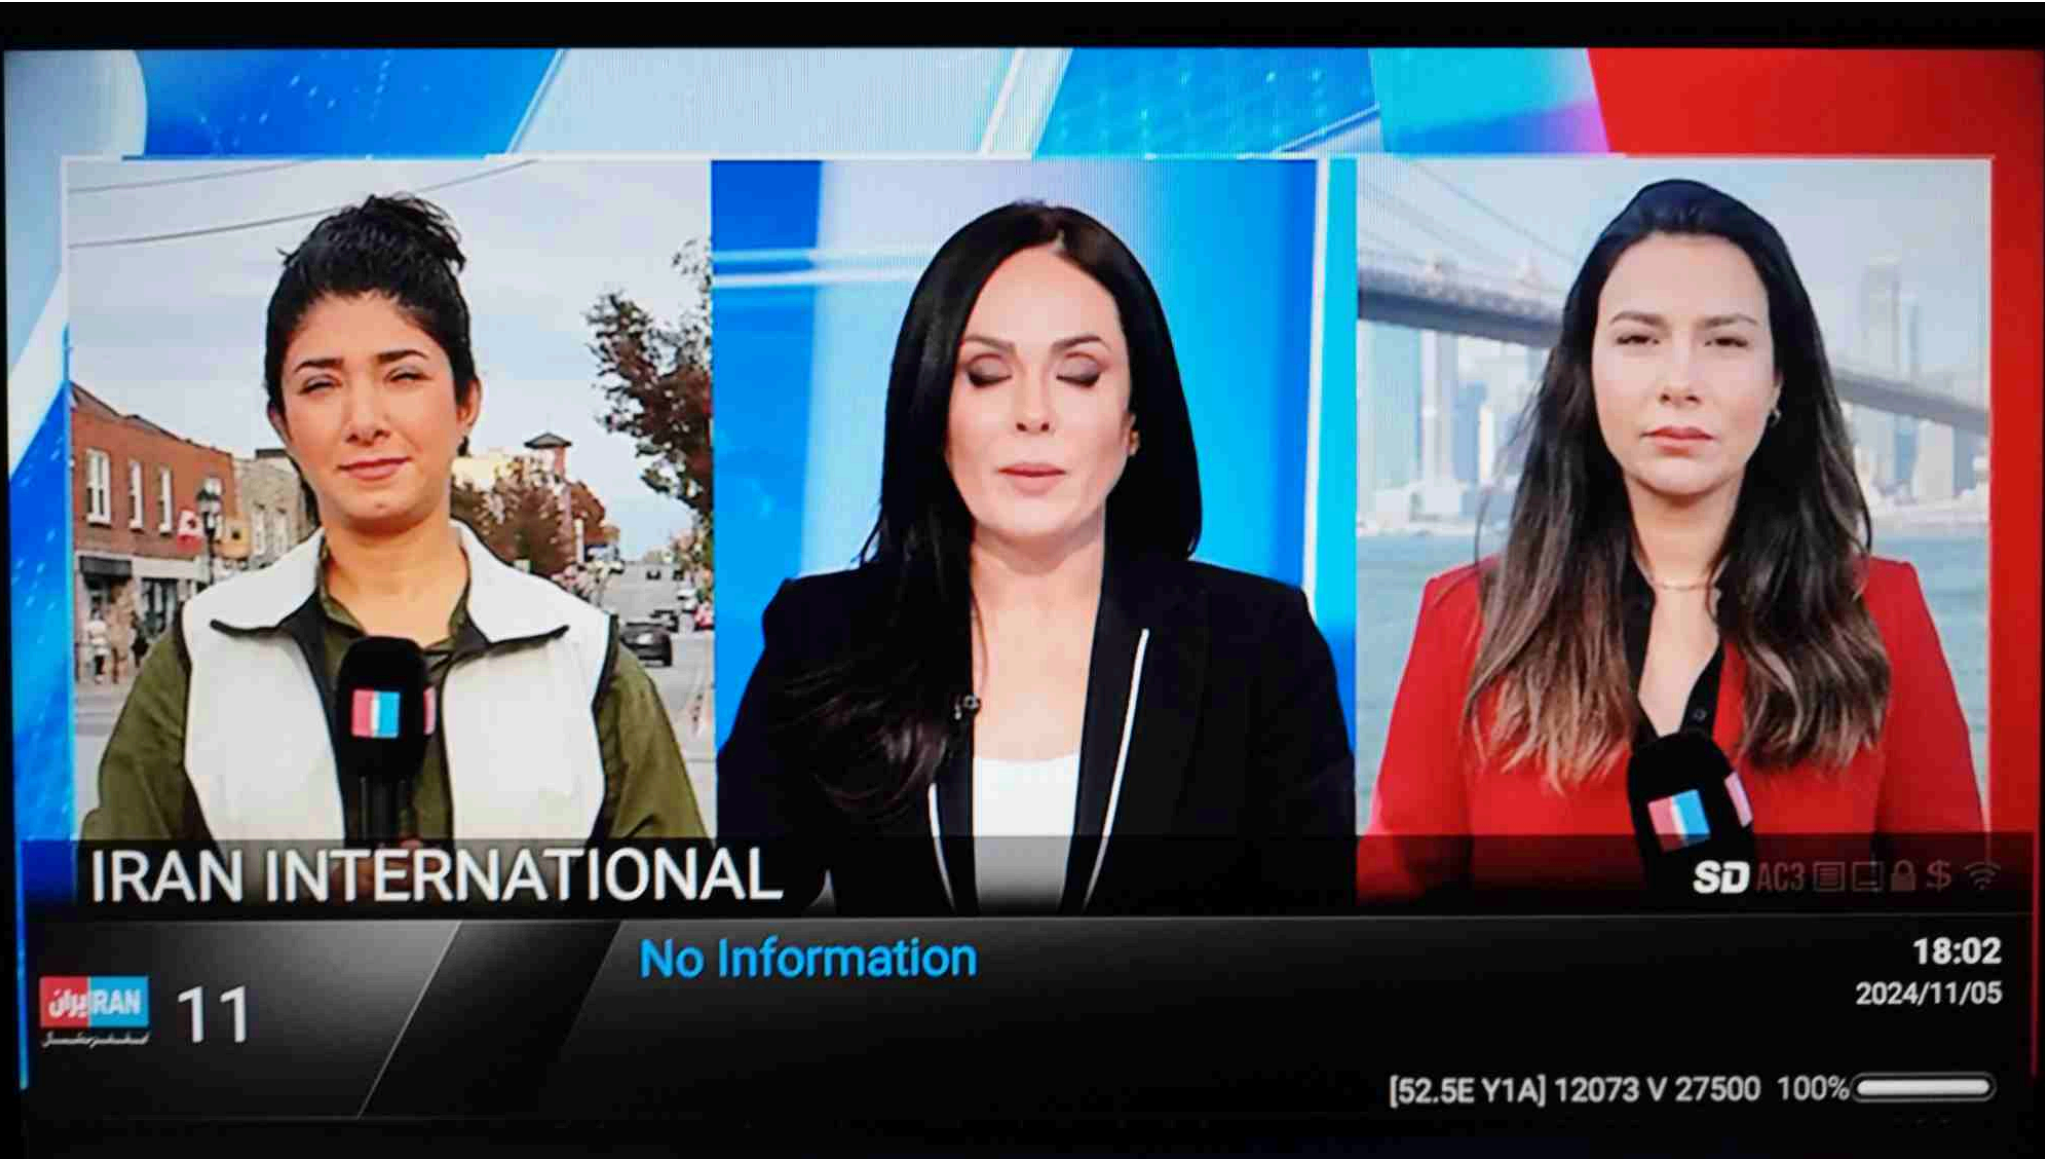 IRAN INTERNATIONAL
SD AC3 $
No Information
18:02
2024/11/05
ایران IRAN
11
[52.5E Y1A] 12073 V 27500 100%